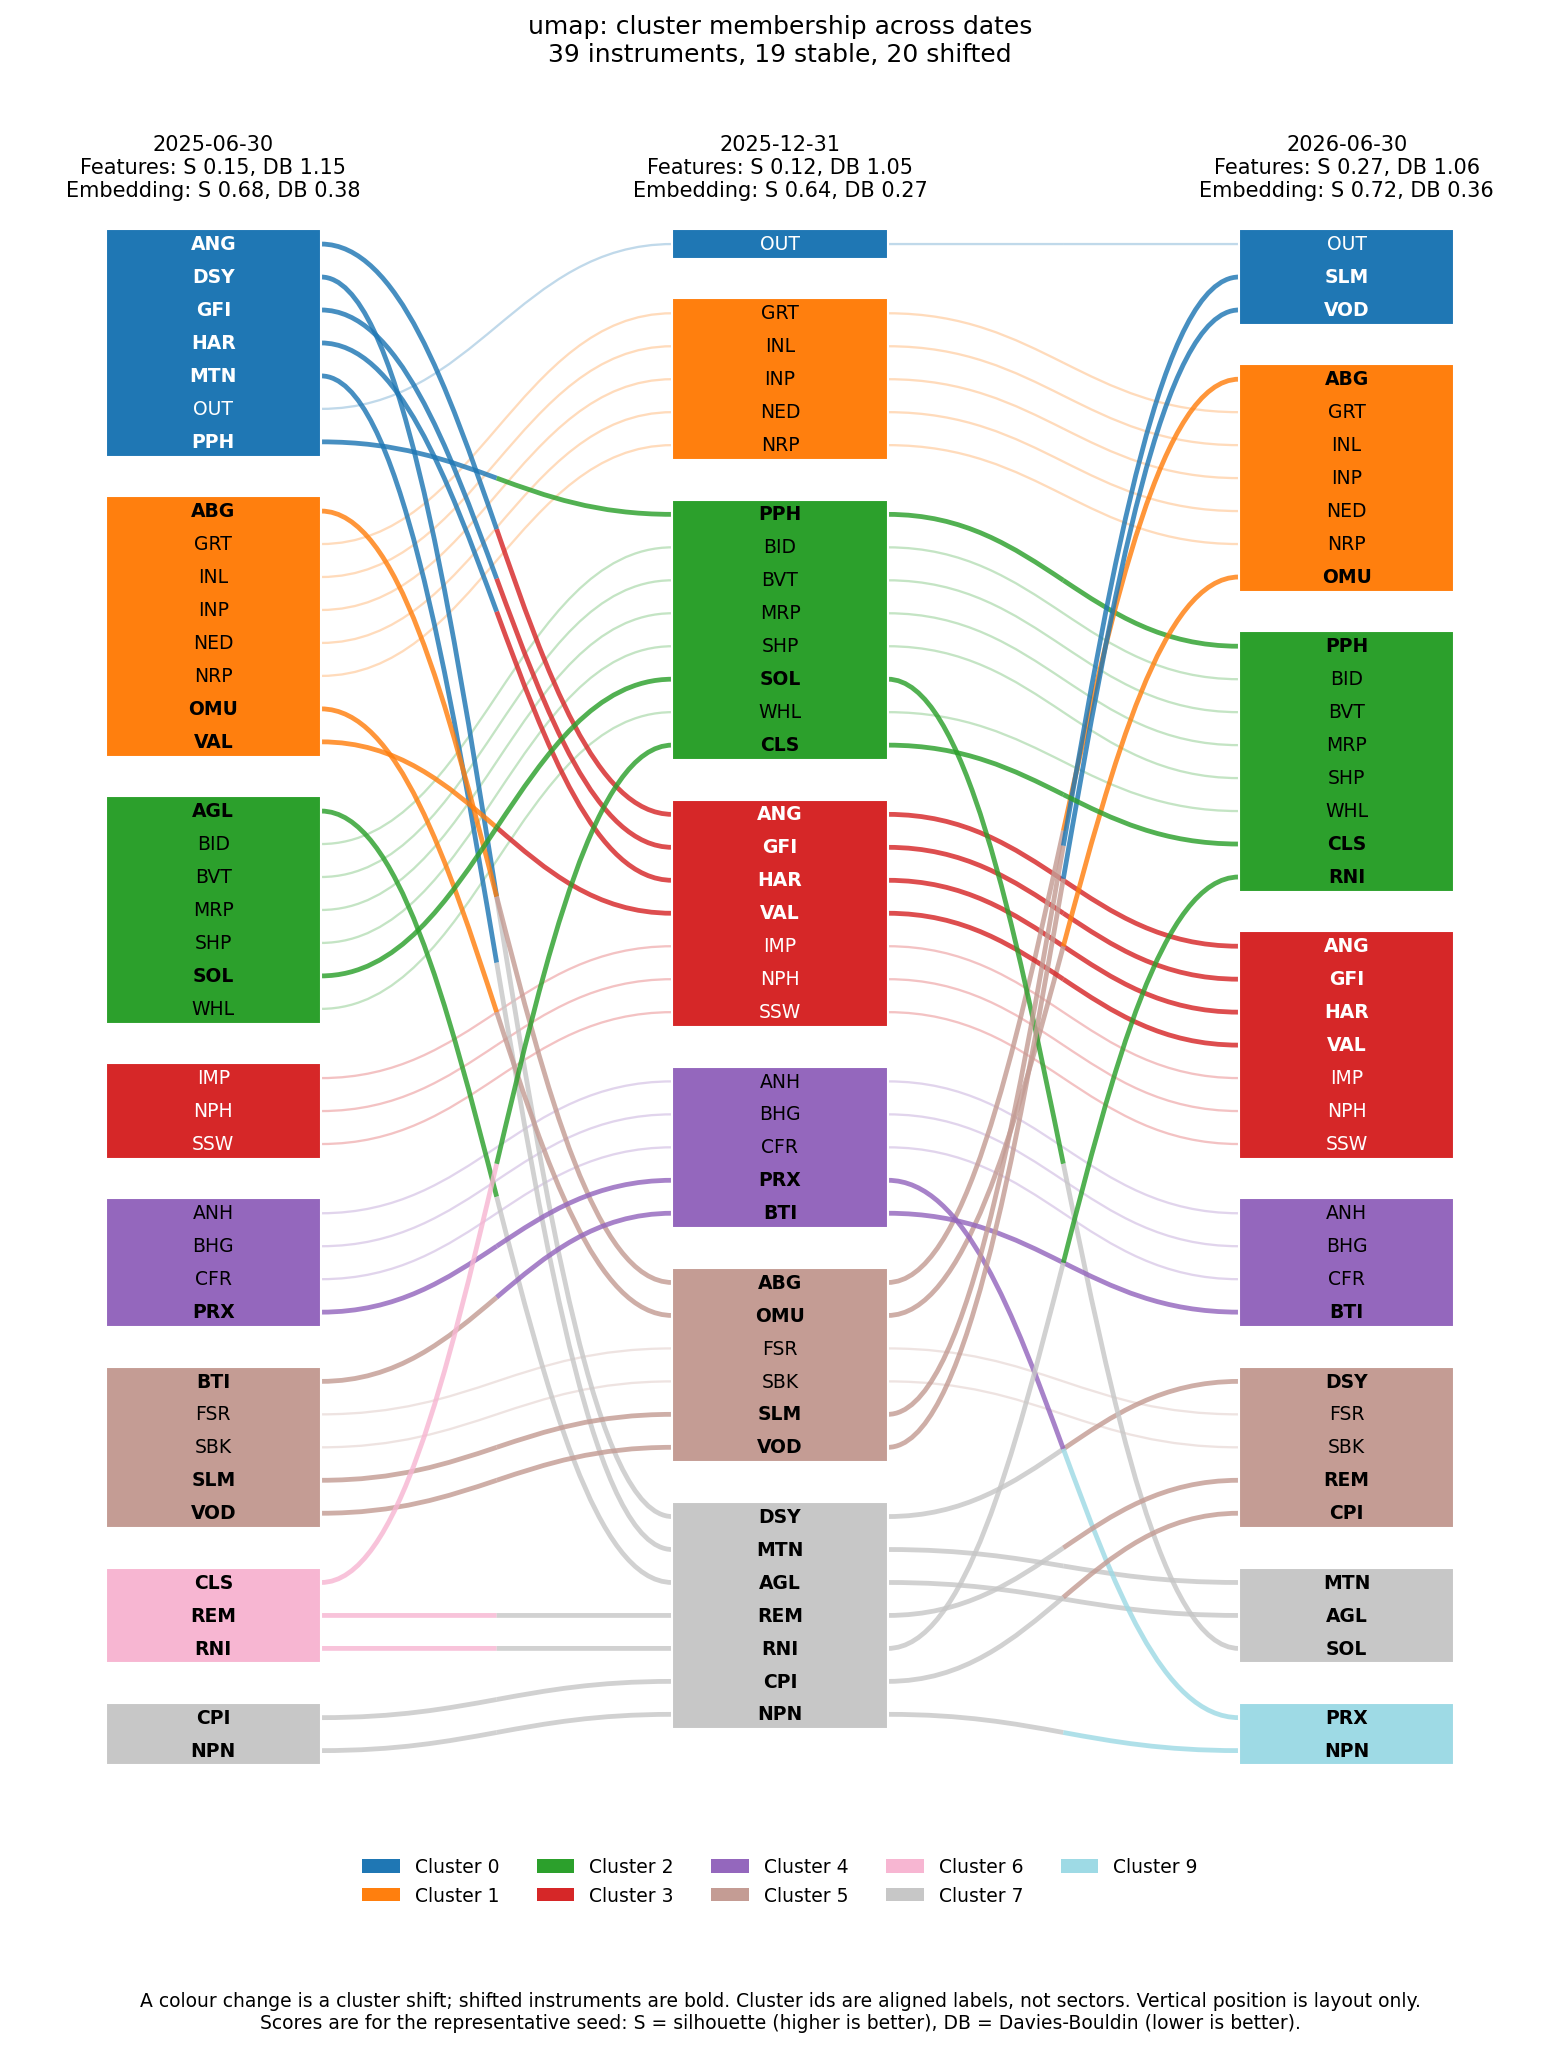 umap: cluster membership across dates
39 instruments, 19 stable, 20 shifted
2025-06-30
Features: S 0.15, DB 1.15
Embedding: S 0.68, DB 0.38
ANG
DSY
GFI
HAR
MTN
OUT
PPH
ABG
GRT
INL
INP
NED
NRP
OMU
VAL
AGL
BID
BVT
MRP
SHP
SOL
WHL
IMP
NPH
SSW
ANH
BHG
CFR
PRX
BTI
FSR
SBK
SLM
VOD
CLS
REM
RNI
CPI
NPN
2025-12-31
Features: S 0.12, DB 1.05
Embedding: S 0.64, DB 0.27
OUT
GRT
INL
INP
NED
NRP
PPH
BID
BVT
MRP
SHP
SOL
WHL
CLS
ANG
GFI
HAR
VAL
IMP
NPH
SSW
ANH
BHG
CFR
PRX
BTI
ABG
OMU
FSR
SBK
SLM
VOD
DSY
MTN
AGL
REM
RNI
CPI
NPN
2026-06-30
Features: S 0.27, DB 1.06
Embedding: S 0.72, DB 0.36
OUT
SLM
VOD
ABG
GRT
INL
INP
NED
NRP
OMU
PPH
BID
BVT
MRP
SHP
WHL
CLS
RNI
ANG
GFI
HAR
VAL
IMP
NPH
SSW
ANH
BHG
CFR
BTI
DSY
FSR
SBK
REM
CPI
MTN
AGL
SOL
PRX
NPN
Cluster 0
Cluster 1
Cluster 2
Cluster 3
Cluster 4
Cluster 5
Cluster 6
Cluster 7
Cluster 9
A colour change is a cluster shift; shifted instruments are bold. Cluster ids are aligned labels, not sectors. Vertical position is layout only.
Scores are for the representative seed: S = silhouette (higher is better), DB = Davies-Bouldin (lower is better).